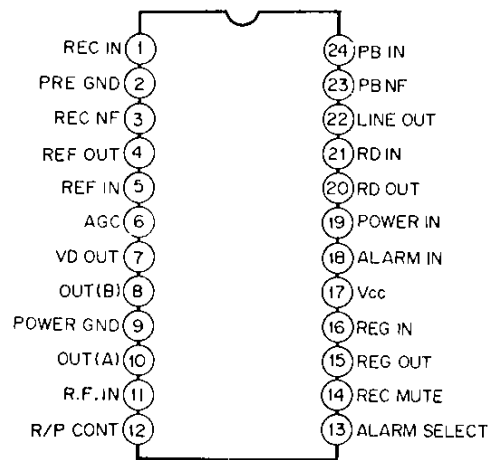 REC IN 1
PRE GND 2
REC NF 3
REF OUT 4
REF IN 5
AGC 6
VD OUT 7
OUT(B) 8
POWER GND 9
OUT(A) 10
R.F. IN 11
R/P CONT 12
24 PB IN
23 PB NF
22 LINE OUT
21 RD IN
20 RD OUT
19 POWER IN
18 ALARM IN
17 Vcc
16 REG IN
15 REG OUT
14 REC MUTE
13 ALARM SELECT